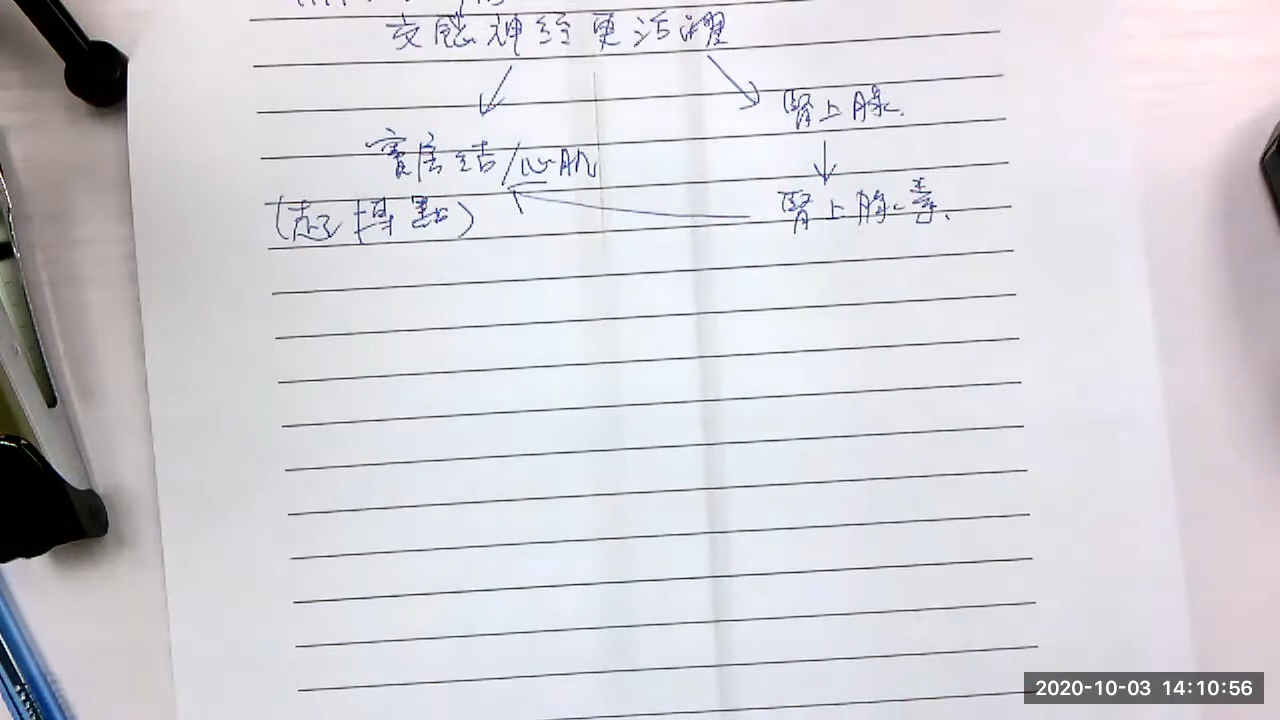 交感神經更活躍
腎上腺.
竇房結/心肌
腎上腺素.
(起搏點)
2020-10-03 14:10:56